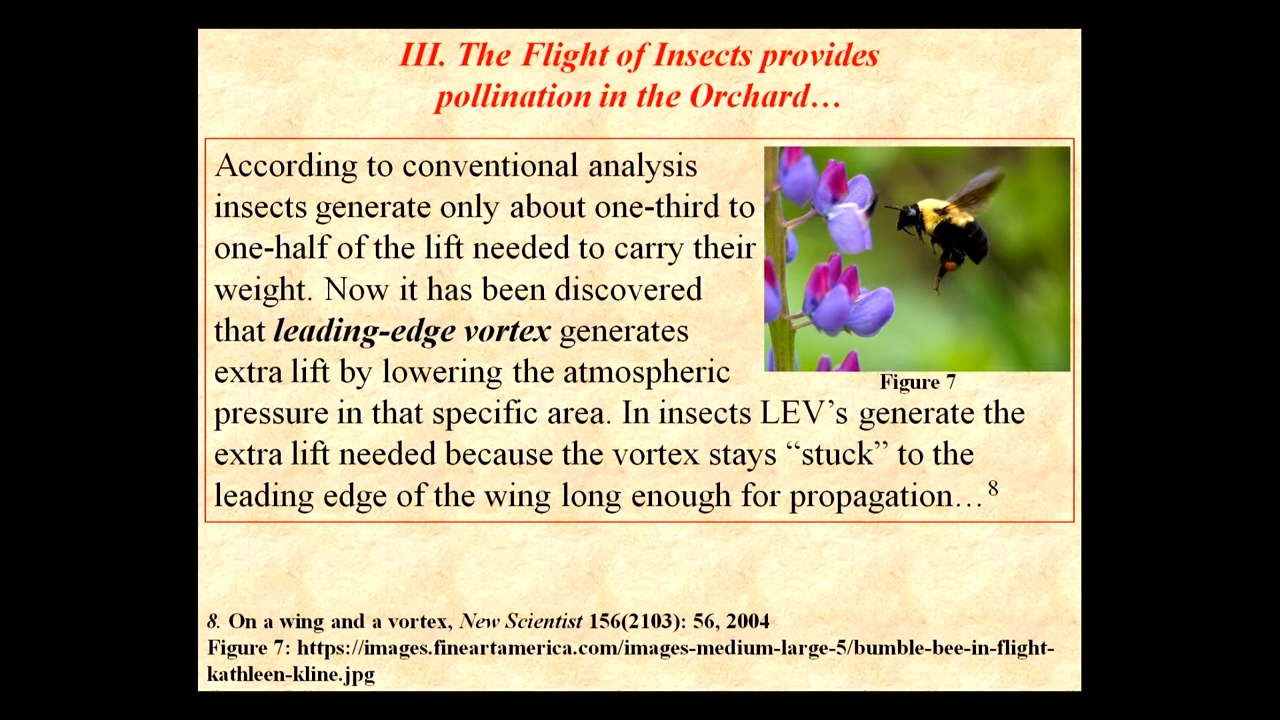 III. The Flight of Insects provides
pollination in the Orchard…
According to conventional analysis
insects generate only about one-third to
one-half of the lift needed to carry their
weight. Now it has been discovered
that leading-edge vortex generates
extra lift by lowering the atmospheric
pressure in that specific area. In insects LEV’s generate the
extra lift needed because the vortex stays “stuck” to the
leading edge of the wing long enough for propagation…8
Figure 7
8. On a wing and a vortex, New Scientist 156(2103): 56, 2004
Figure 7: https://images.fineartamerica.com/images-medium-large-5/bumble-bee-in-flight-
kathleen-kline.jpg